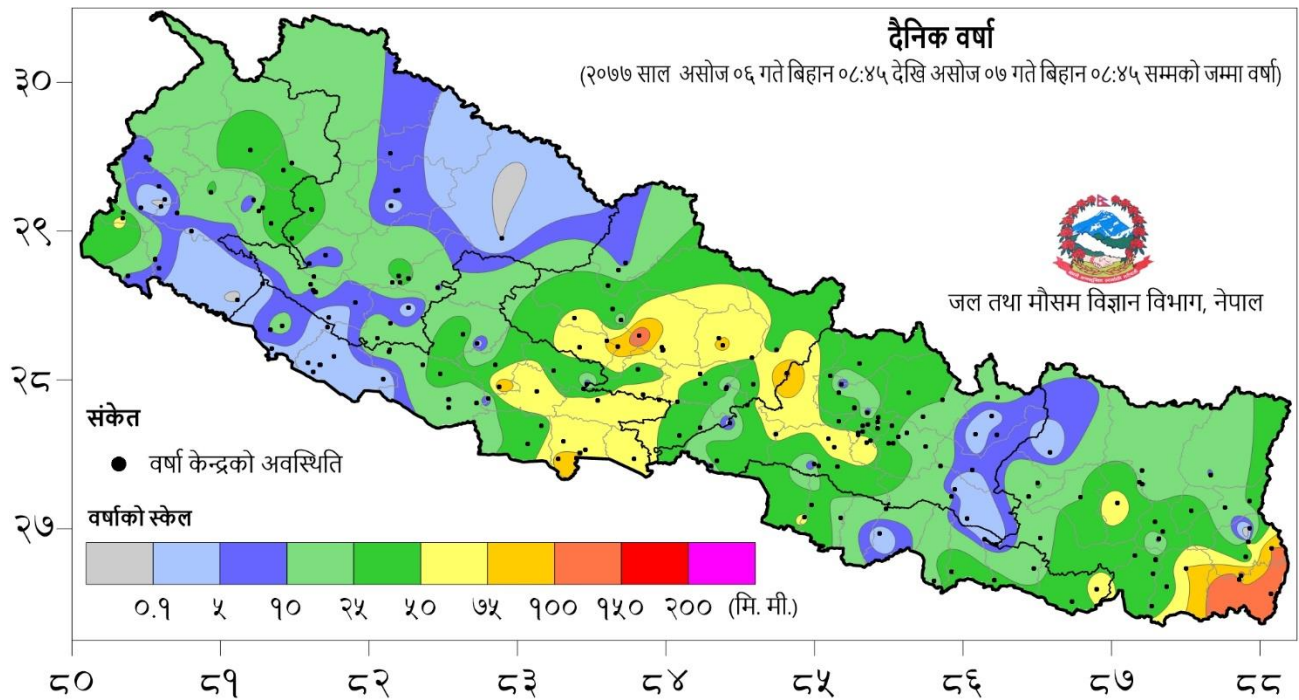 दैनिक वर्षा
(२०७७ साल असोज ०६ गते बिहान ०८:४५ देखि असोज ०७ गते बिहान ०८:४५ सम्मको जम्मा वर्षा)
३०
२९
जल तथा मौसम विज्ञान विभाग, नेपाल
२८
संकेत
वर्षा केन्द्रको अवस्थिति
वर्षाको स्केल
२७
०.१ ५ १० २५ ५० ७५ १०० १५० २०० (मि. मी.)
८० ८१ ८२ ८३ ८४ ८५ ८६ ८७ ८८